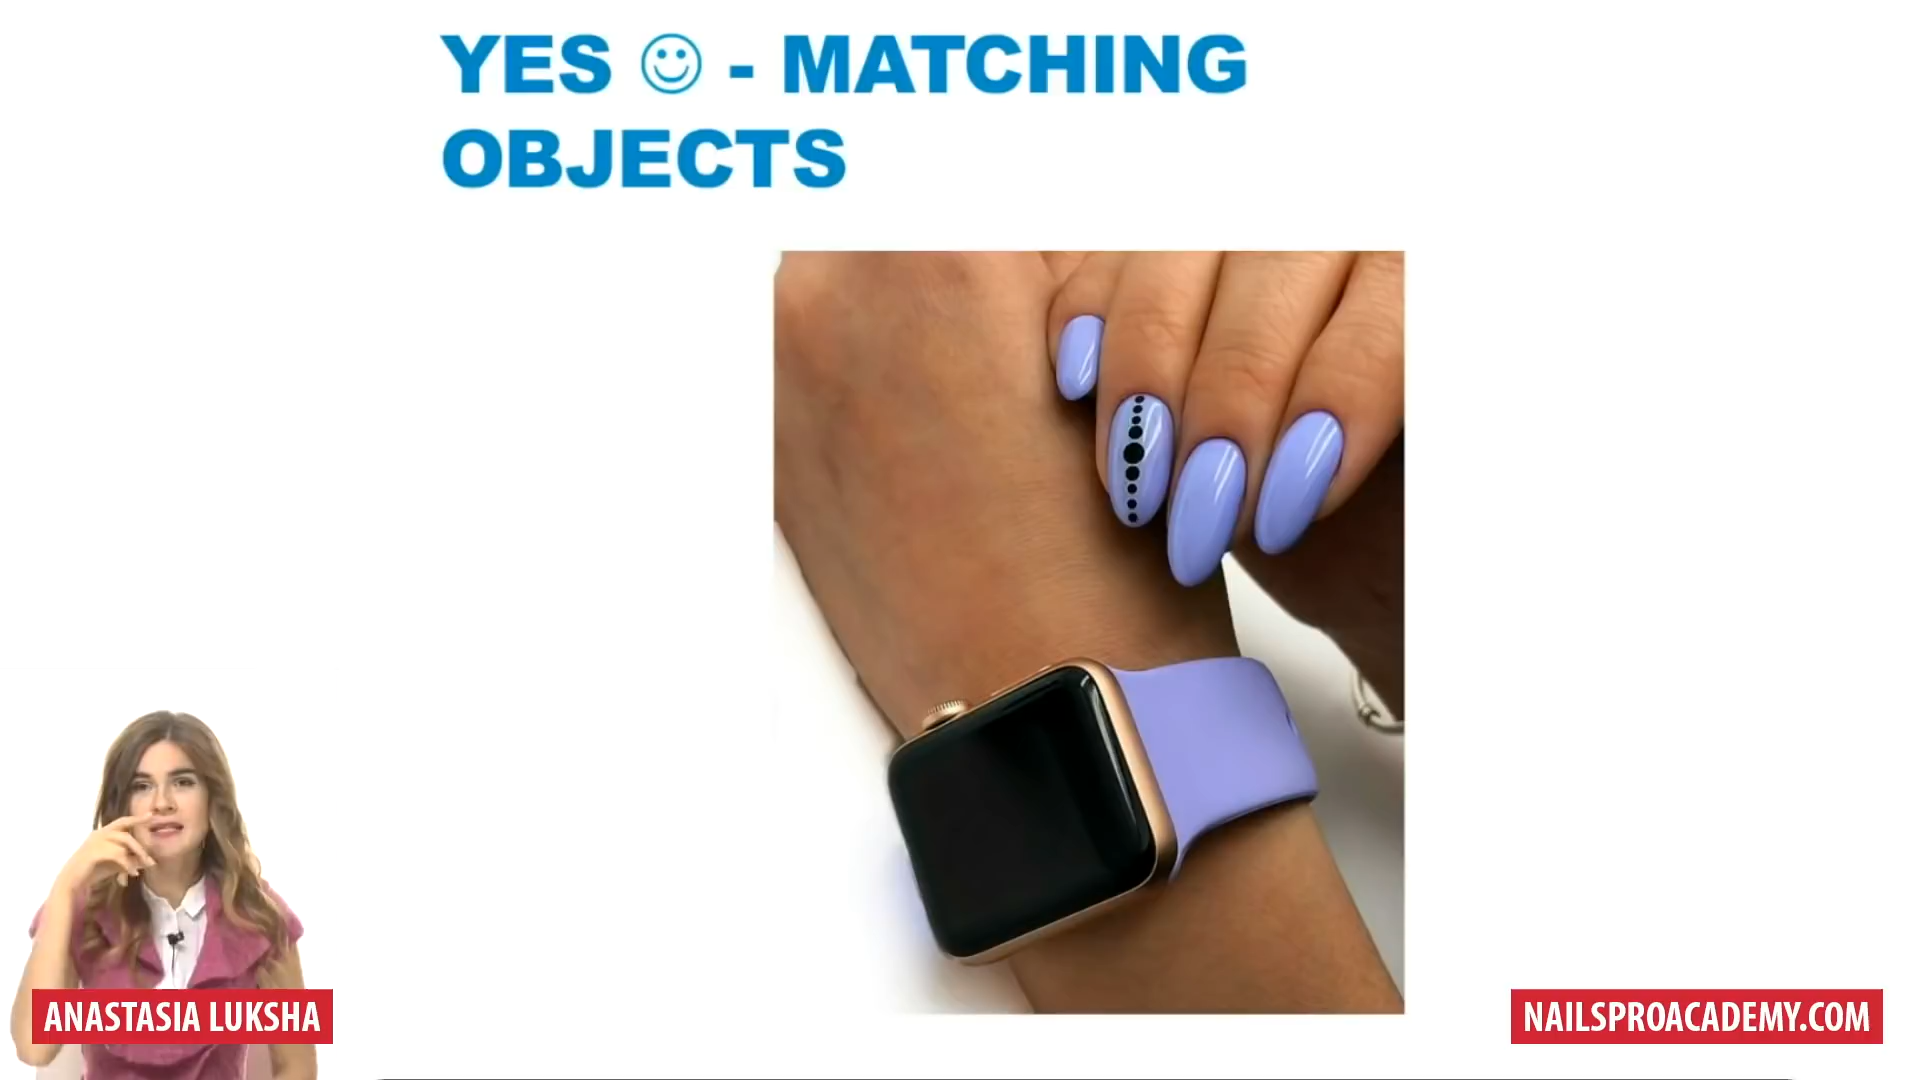 YES ☺ - MATCHING
OBJECTS
ANASTASIA LUKSHA
NAILSPROACADEMY.COM